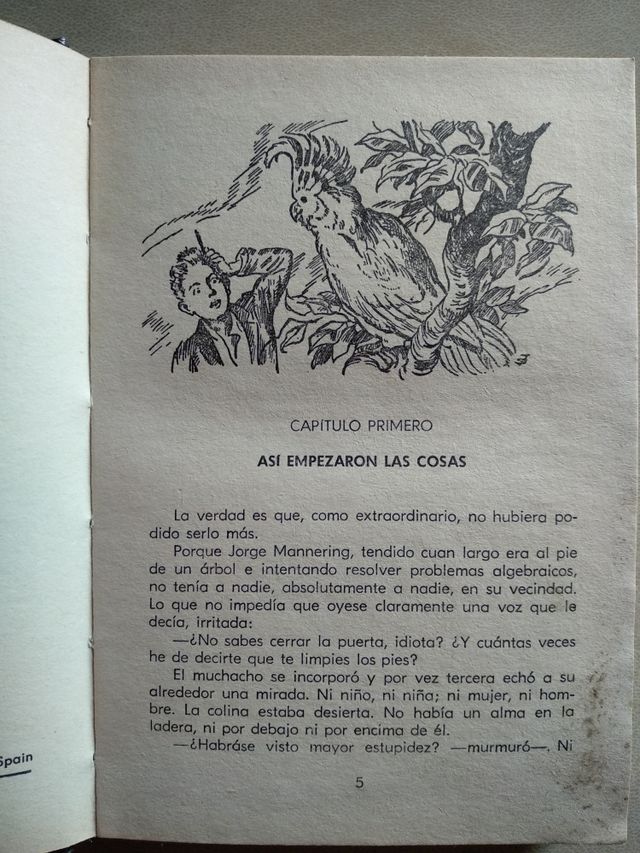 CAPÍTULO PRIMERO
ASÍ EMPEZARON LAS COSAS
La verdad es que, como extraordinario, no hubiera po-
dido serlo más.
Porque Jorge Mannering, tendido cuan largo era al pie
de un árbol e intentando resolver problemas algebraicos,
no tenía a nadie, absolutamente a nadie, en su vecindad.
Lo que no impedía que oyese claramente una voz que le
decía, irritada:
—¿No sabes cerrar la puerta, idiota? ¿Y cuántas veces
he de decirte que te limpies los pies?
El muchacho se incorporó y por vez tercera echó a su
alrededor una mirada. Ni niño, ni niña; ni mujer, ni hom-
bre. La colina estaba desierta. No había un alma en la
ladera, ni por debajo ni por encima de él.
—¿Habráse visto mayor estupidez? —murmuró—. Ni
5
Spain